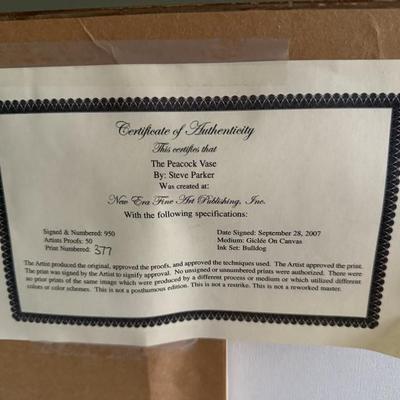 Certificate of Authenticity
This certifies that
The Peacock Vase
By: Steve Parker
Was created at:
New Era Fine Art Publishing, Inc.
With the following specifications:
Signed & Numbered: 950
Artists Proofs: 50
Print Numbered: 377
Date Signed: September 28, 2007
Medium: Giclée On Canvas
Ink Set: Bulldog
The Artist produced the original, approved the proofs, and approved the techniques used. The Artist approved the print.
The print was signed by the Artist to signify approval. No unsigned or unnumbered prints were authorized. There were
no prior prints of the same image which were produced by a different process or medium or which utilized different
colors or color schemes. This is not a posthumous edition. This is not a restrike. This is not a reworked master.